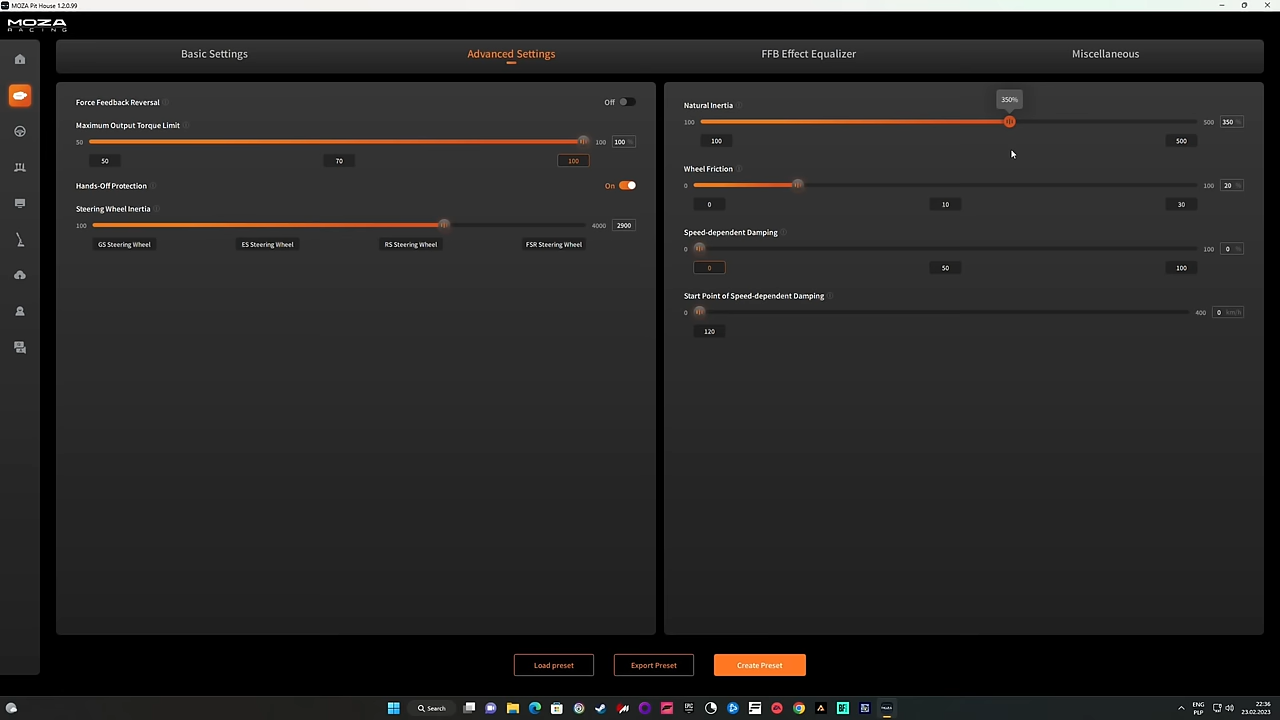 MOZA Pit House 1.2.0.99
MOZA
RACING
Basic Settings
Advanced Settings
FFB Effect Equalizer
Miscellaneous
Force Feedback Reversal
Off
Maximum Output Torque Limit
50
100
100 %
50
70
100
Hands-Off Protection
On
Steering Wheel Inertia
100
4000
2900
GS Steering Wheel
ES Steering Wheel
RS Steering Wheel
FSR Steering Wheel
350%
Natural Inertia
100
500
350 %
100
500
Wheel Friction
0
100
20 %
0
10
30
Speed-dependent Damping
0
100
0 %
0
50
100
Start Point of Speed-dependent Damping
0
400
0 km/h
120
Load preset
Export Preset
Create Preset
Search
ENG
PLP
22:36
23.02.2023